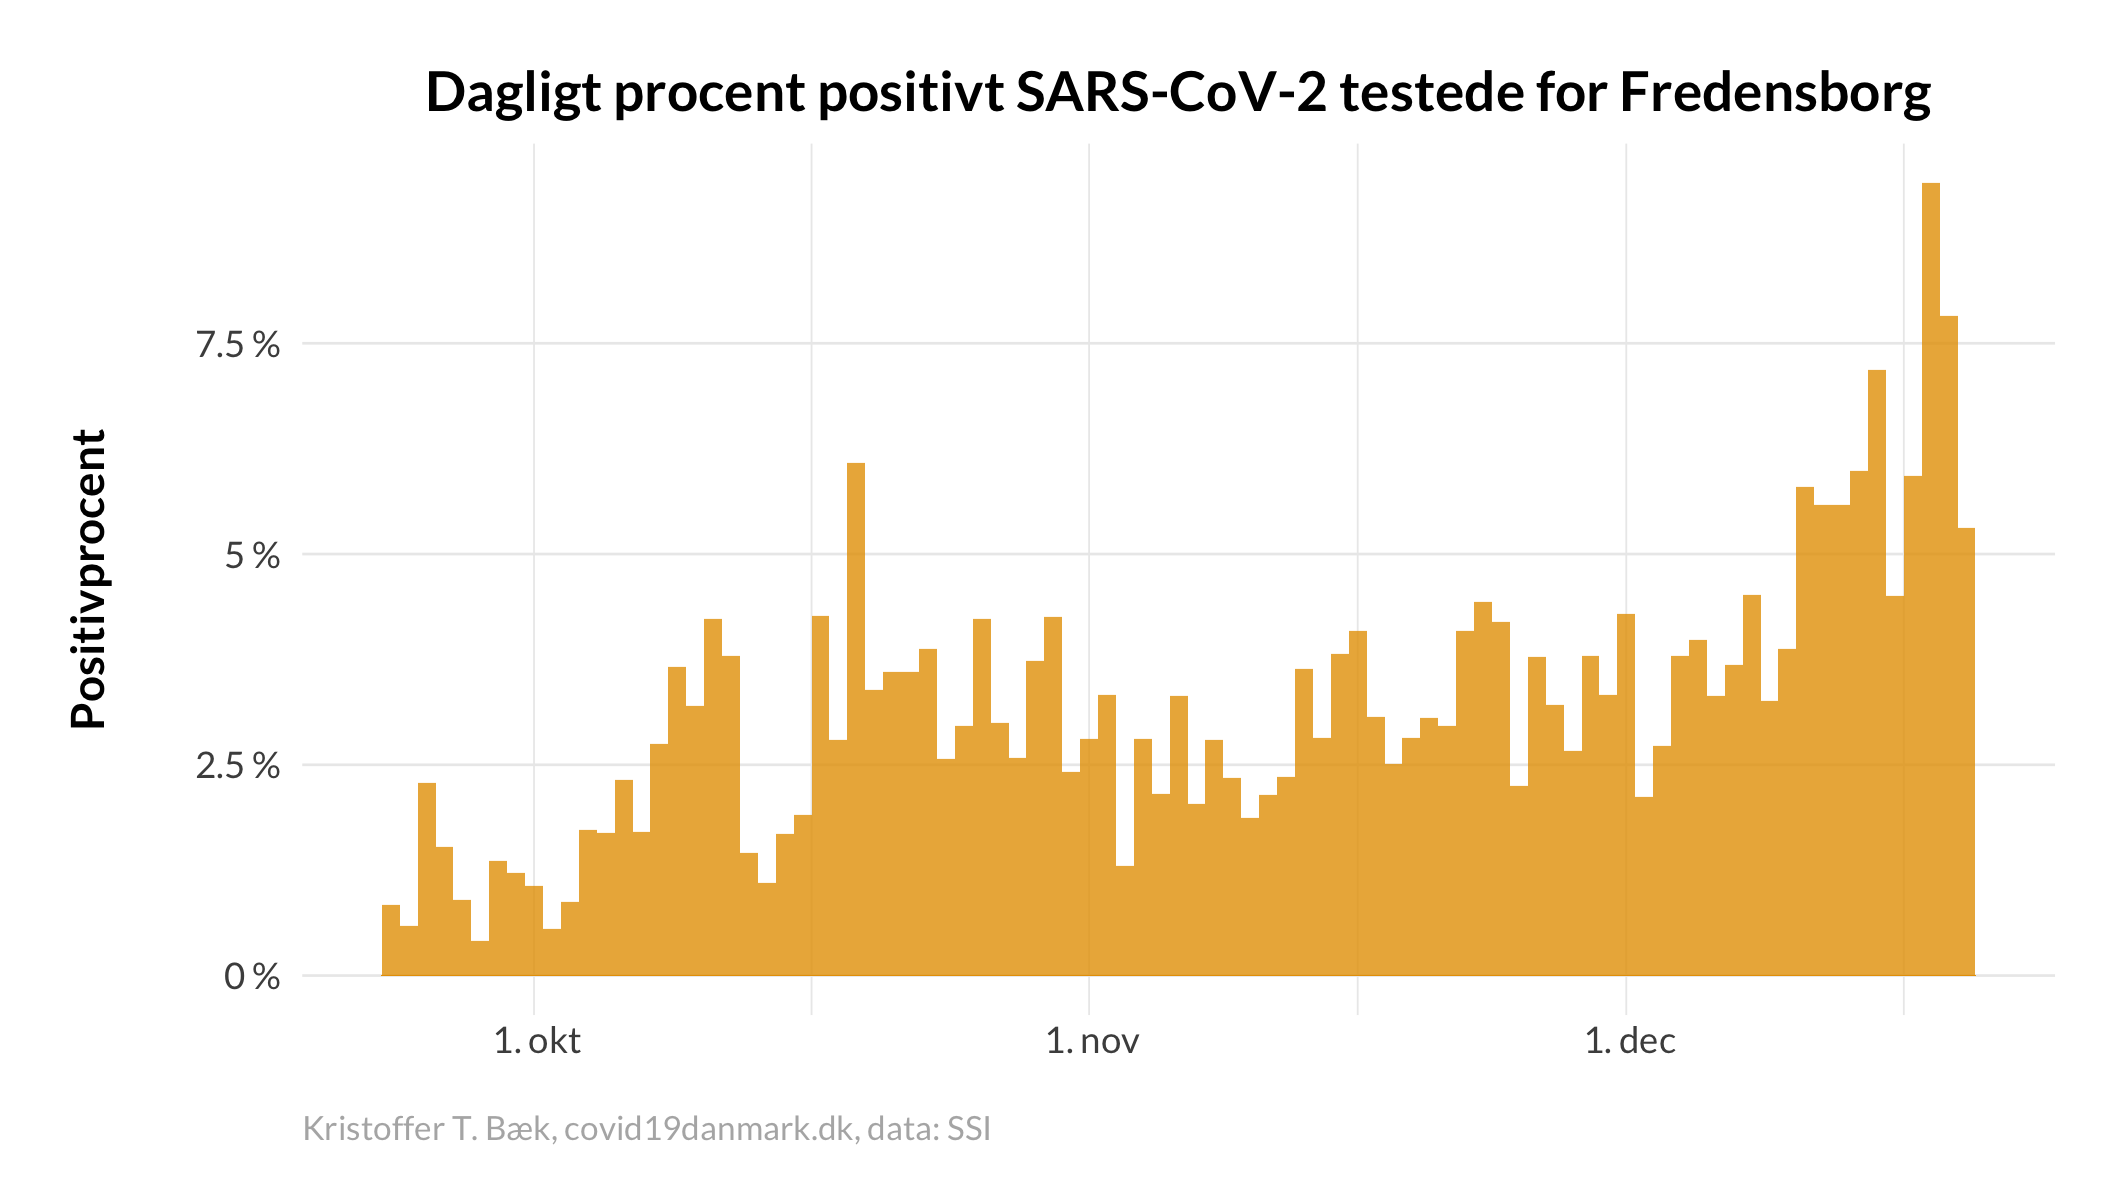 Dagligt procent positivt SARS-CoV-2 testede for Fredensborg
Positivprocent
7.5 %
5 %
2.5 %
0 %
1. okt
1. nov
1. dec
Kristoffer T. Bæk, covid19danmark.dk, data: SSI